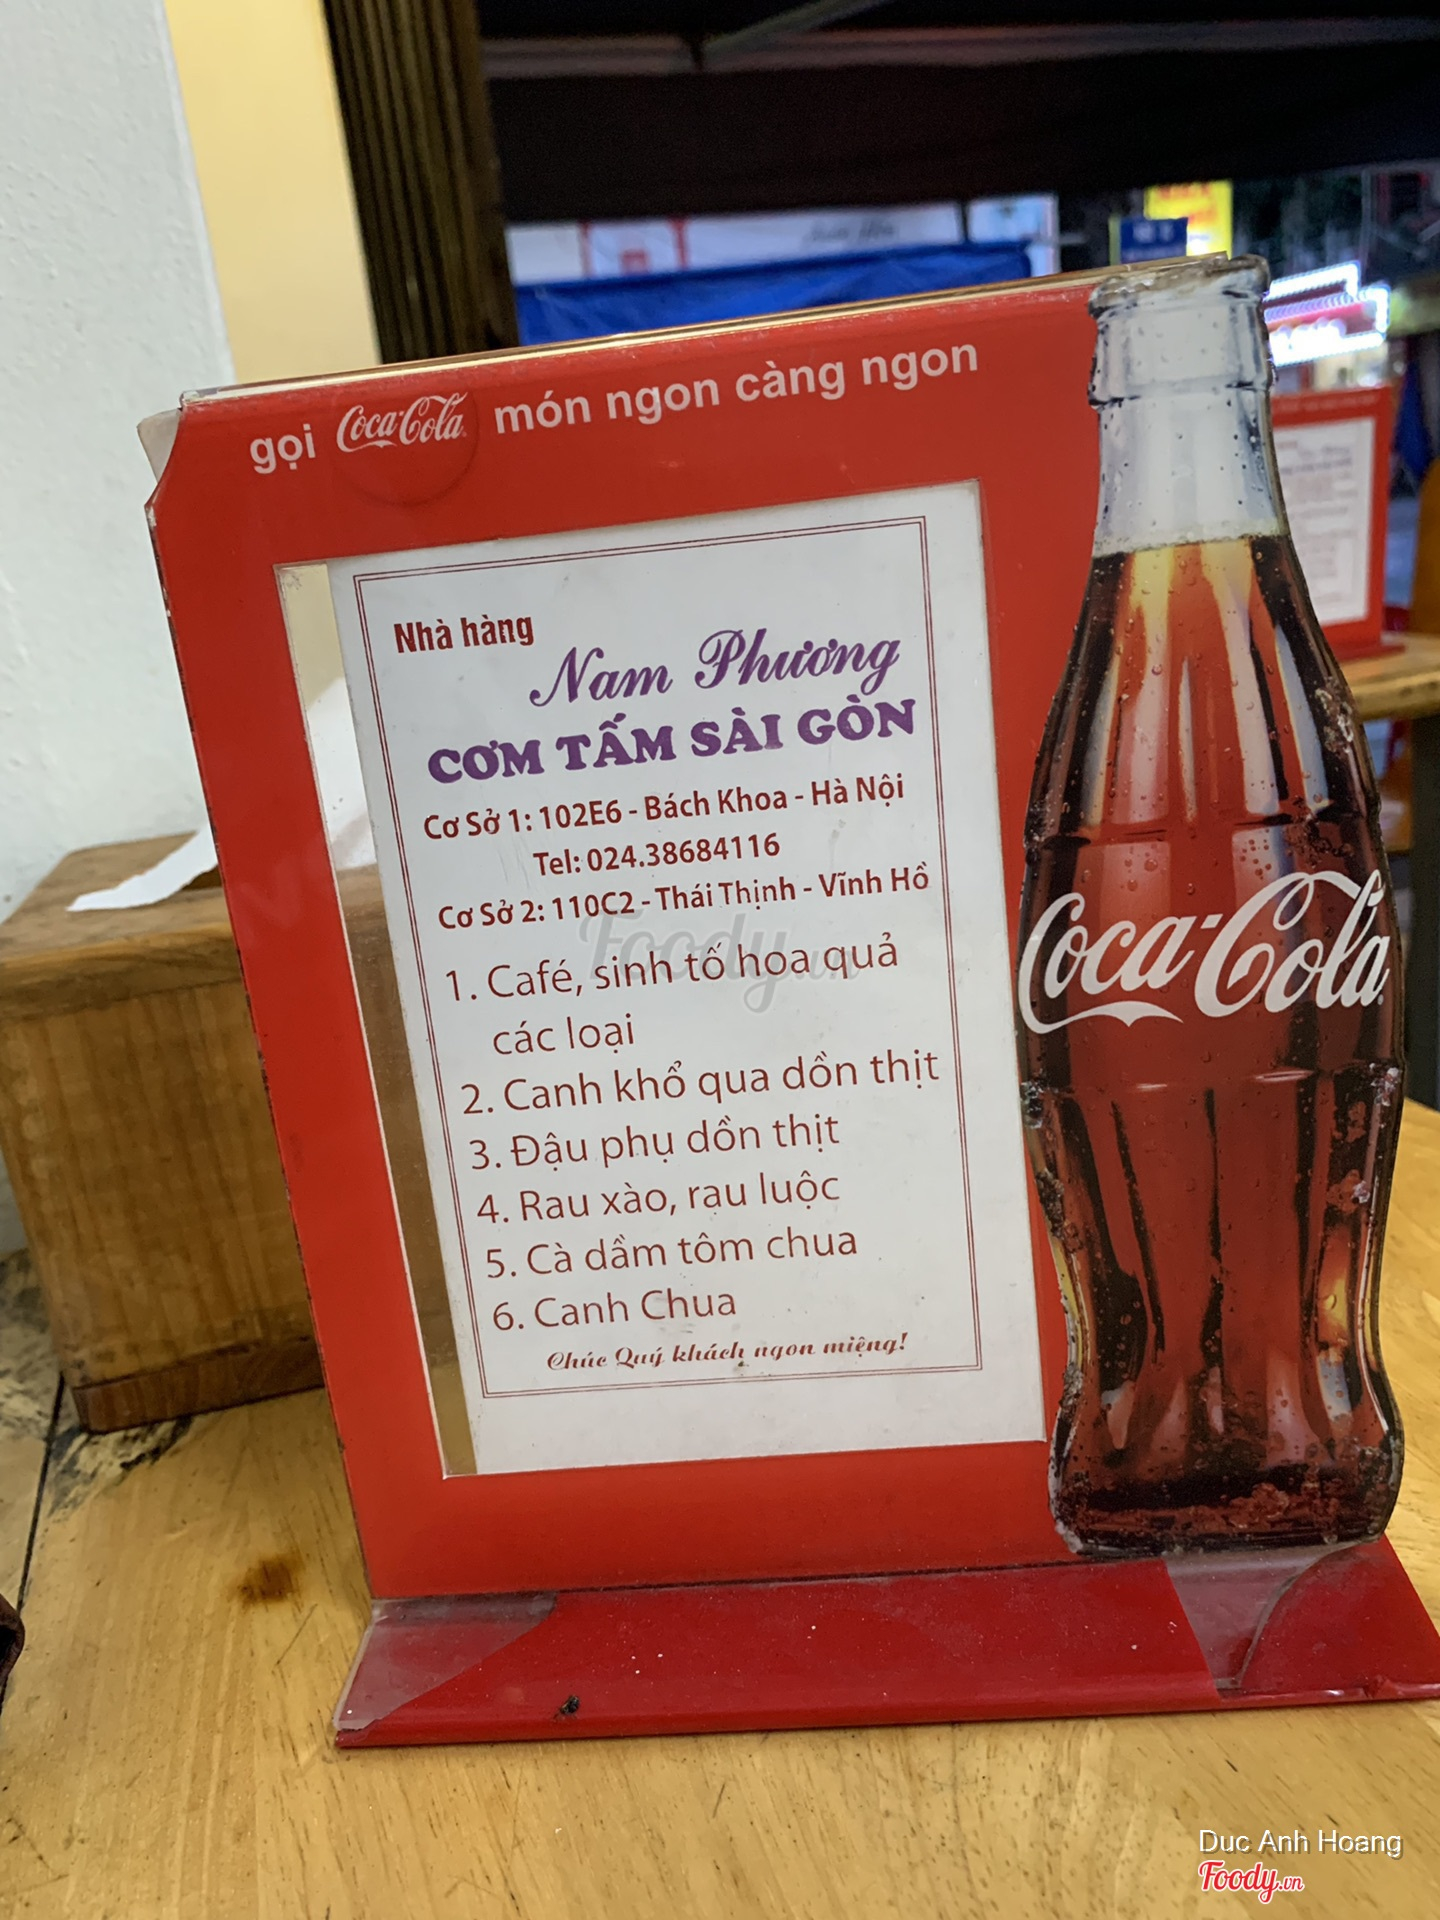 gọi Coca-Cola món ngon càng ngon
Nhà hàng
Nam Phương
CƠM TẤM SÀI GÒN
Cơ Sở 1: 102E6 - Bách Khoa - Hà Nội
Tel: 024.38684116
Cơ Sở 2: 110C2 - Thái Thịnh - Vĩnh Hồ
1. Café, sinh tố hoa quả
các loại
2. Canh khổ qua dồn thịt
3. Đậu phụ dồn thịt
4. Rau xào, rau luộc
5. Cà dầm tôm chua
6. Canh Chua
Chúc Quý khách ngon miệng!
Coca-Cola
Foody.vn
Duc Anh Hoang
Foody.vn